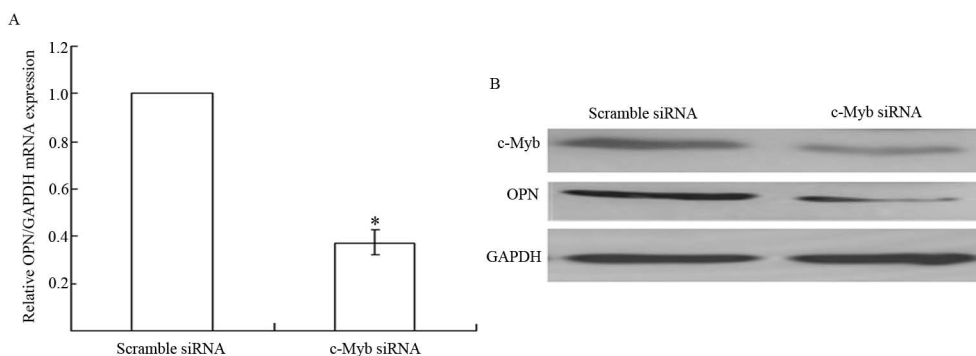 A
Relative OPN/GAPDH mRNA expression
1.2
1.0
0.8
0.6
0.4
0.2
*
Scramble siRNA
c-Myb siRNA
B
Scramble siRNA
c-Myb siRNA
c-Myb
OPN
GAPDH